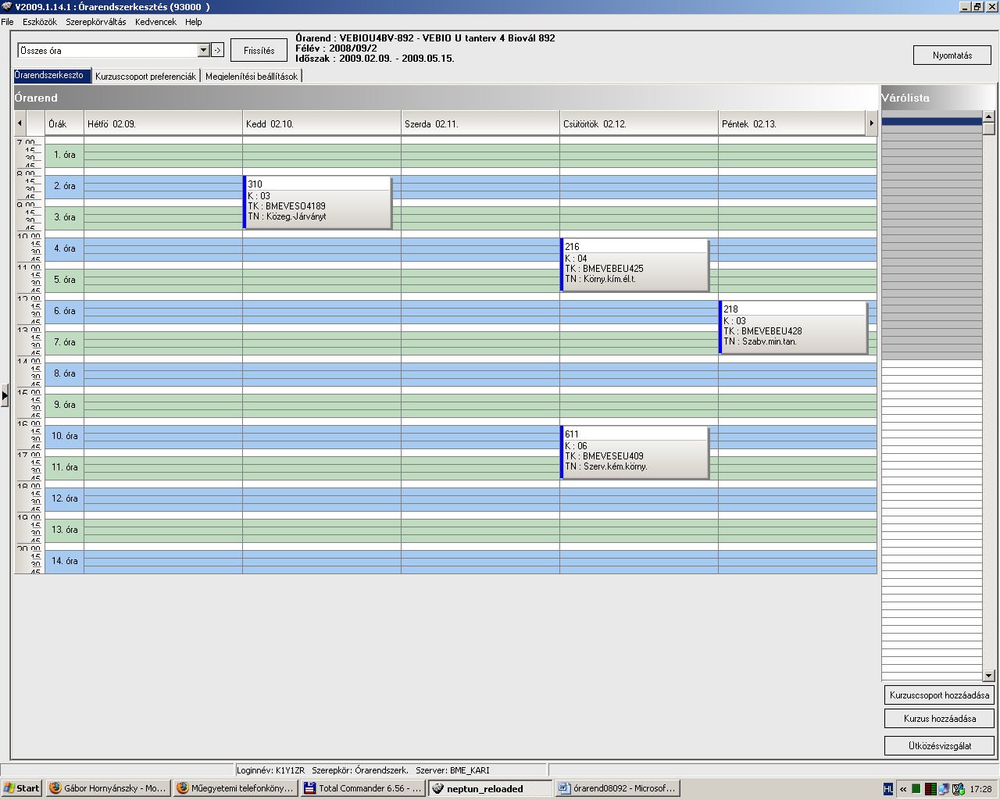 V2009.1.14.1 : Órarendszerkesztés (93000 )
File Eszközök Szerepkörváltás Kedvencek Help
Összes óra
->
Frissítés
Órarend : VEBIOU4BV-892 - VEBIO U tanterv 4 Biovál 892
Félév : 2008/09/2
Időszak : 2009.02.09. - 2009.05.15.
Nyomtatás
Órarendszerkeszto Kurzuscsoport preferenciák Megjelenítési beállítások
Órarend
Várólista
Órák Hétfő 02.09. Kedd 02.10. Szerda 02.11. Csütörtök 02.12. Péntek 02.13.
7 00
15
30
45
1. óra
8 00
15
30
45
2. óra
310
K : 03
TK : BMEVESO4189
TN : Közeg.-Járványt
9 00
15
30
45
3. óra
10 00
15
30
45
4. óra
216
K : 04
TK : BMEVEBEU425
TN : Körny.kím.él.t.
11 00
15
30
45
5. óra
12 00
15
30
45
6. óra
218
K : 03
TK : BMEVEBEU428
TN : Szabv.min.tan.
13 00
15
30
45
7. óra
14 00
15
30
45
8. óra
15 00
15
30
45
9. óra
16 00
15
30
45
10. óra
611
K : 06
TK : BMEVESEU409
TN : Szerv.kém.körny.
17 00
15
30
45
11. óra
18 00
15
30
45
12. óra
19 00
15
30
45
13. óra
20 00
15
30
45
14. óra
Kurzuscsoport hozzáadása
Kurzus hozzáadása
Ütközésvizsgálat
Loginnév: K1Y1ZR Szerepkör: Órarendszerk. Szerver: BME_KARI
Start Gábor Hornyánszky - Mo... Műegyetemi telefonköny... Total Commander 6.56 - ... neptun_reloaded órarend08092 - Microsof... HU « 17:28